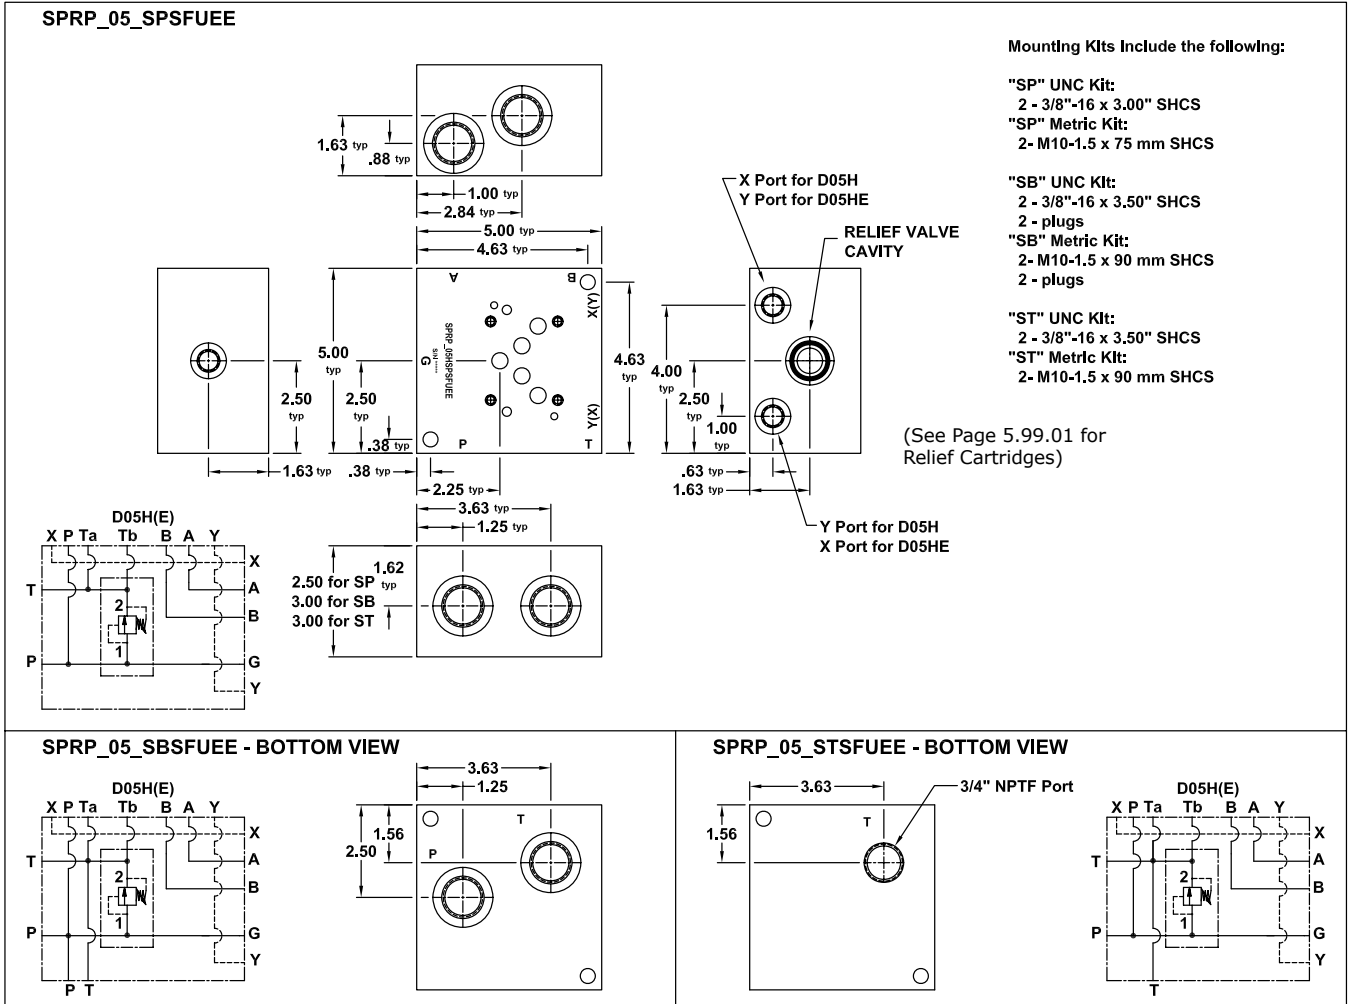 SPRP_05_SPSFUEE
Mounting Kits Include the following:
"SP" UNC Kit:
2 - 3/8"-16 x 3.00" SHCS
"SP" Metric Kit:
2- M10-1.5 x 75 mm SHCS
"SB" UNC Kit:
2 - 3/8"-16 x 3.50" SHCS
2 - plugs
"SB" Metric Kit:
2- M10-1.5 x 90 mm SHCS
2 - plugs
"ST" UNC Kit:
2 - 3/8"-16 x 3.50" SHCS
"ST" Metric Kit:
2- M10-1.5 x 90 mm SHCS
(See Page 5.99.01 for
Relief Cartridges)
1.63 typ
.88 typ
1.00 typ
2.84 typ
5.00 typ
4.63 typ
X Port for D05H
Y Port for D05HE
RELIEF VALVE
CAVITY
A
B
X(Y)
SPRP_05HSPSFUEE
S/N *****
G
Y(X)
P
T
5.00
typ
2.50
typ
2.50
typ
.38 typ
4.63
typ
4.00
typ
2.50
typ
1.00
typ
1.63 typ
.38 typ
2.25 typ
.63 typ
1.63 typ
3.63 typ
1.25 typ
Y Port for D05H
X Port for D05HE
1.62
typ
2.50 for SP
3.00 for SB
3.00 for ST
D05H(E)
X P Ta Tb B A Y
X
T
A
2
B
1
P
G
Y
SPRP_05_SBSFUEE - BOTTOM VIEW
D05H(E)
X P Ta Tb B A Y
X
T
A
2
B
1
P
G
Y
P T
3.63
1.25
1.56
2.50
T
P
SPRP_05_STSFUEE - BOTTOM VIEW
3.63
3/4" NPTF Port
1.56
T
D05H(E)
X P Ta Tb B A Y
X
T
A
2
B
1
P
G
Y
T